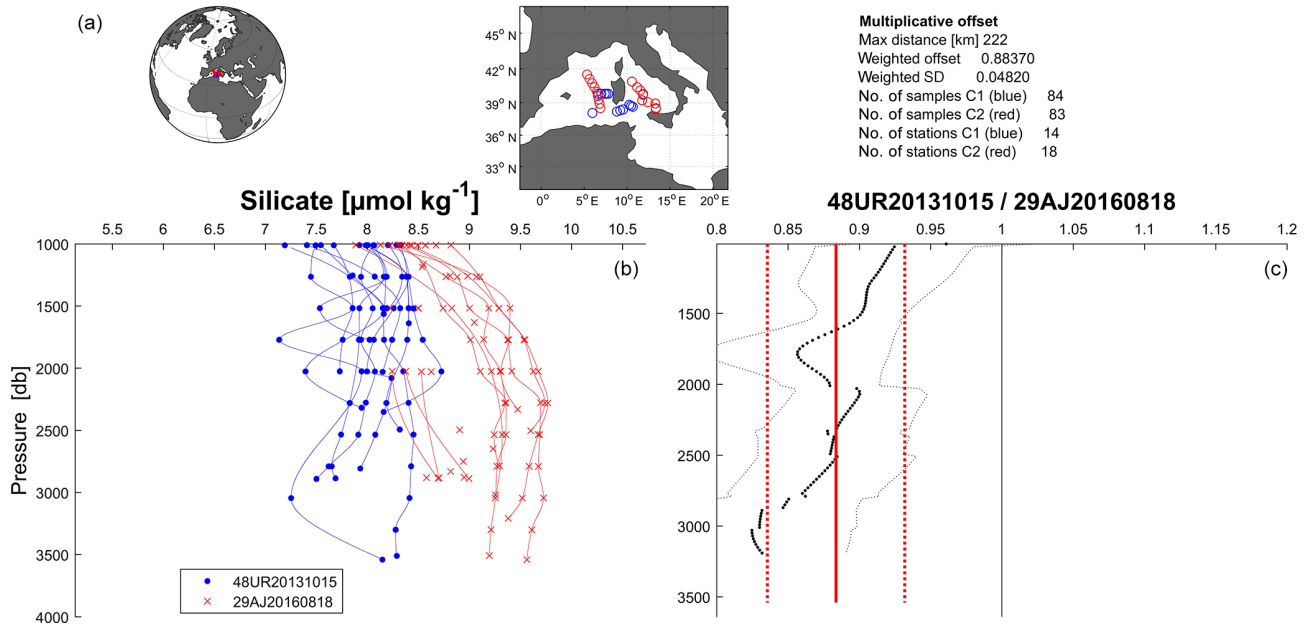 (a)
45° N
42° N
39° N
36° N
33° N
0° 5° E 10° E 15° E 20° E
Multiplicative offset
Max distance [km] 222
Weighted offset 0.88370
Weighted SD 0.04820
No. of samples C1 (blue) 84
No. of samples C2 (red) 83
No. of stations C1 (blue) 14
No. of stations C2 (red) 18
Silicate [µmol kg⁻¹]
5.5 6 6.5 7 7.5 8 8.5 9 9.5 10 10.5
(b)
Pressure [db]
1000
1500
2000
2500
3000
3500
4000
48UR20131015
29AJ20160818
48UR20131015 / 29AJ20160818
0.8 0.85 0.9 0.95 1 1.05 1.1 1.15 1.2
(c)
1500
2000
2500
3000
3500